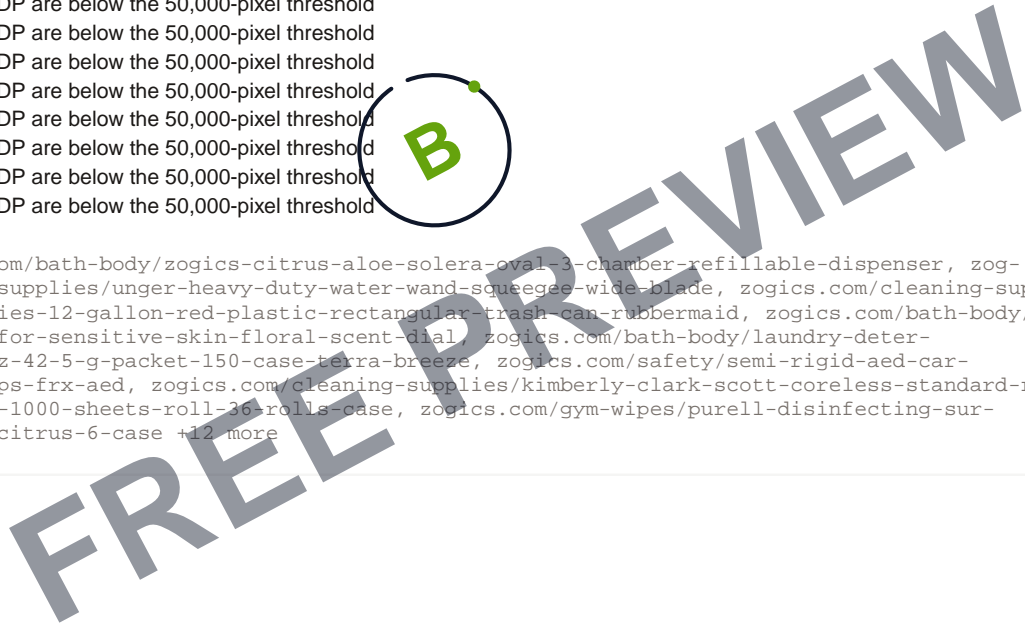 DP are below the 50,000-pixel threshold
DP are below the 50,000-pixel threshold
DP are below the 50,000-pixel threshold
DP are below the 50,000-pixel threshold
DP are below the 50,000-pixel threshold
DP are below the 50,000-pixel threshold
DP are below the 50,000-pixel threshold
DP are below the 50,000-pixel threshold
B
om/bath-body/zogics-citrus-aloe-solera-oval-3-chamber-refillable-dispenser, zog-
supplies/unger-heavy-duty-water-wand-squeegee-wide-blade, zogics.com/cleaning-sup
ies-12-gallon-red-plastic-rectangular-trash-can-rubbermaid, zogics.com/bath-body/
for-sensitive-skin-floral-scent-dial, zogics.com/bath-body/laundry-deter-
z-42-5-g-packet-150-case-terra-breeze, zogics.com/safety/semi-rigid-aed-car-
ps-frx-aed, zogics.com/cleaning-supplies/kimberly-clark-scott-coreless-standard-r
-1000-sheets-roll-36-rolls-case, zogics.com/gym-wipes/purell-disinfecting-sur-
citrus-6-case +12 more
FREE PREVIEW